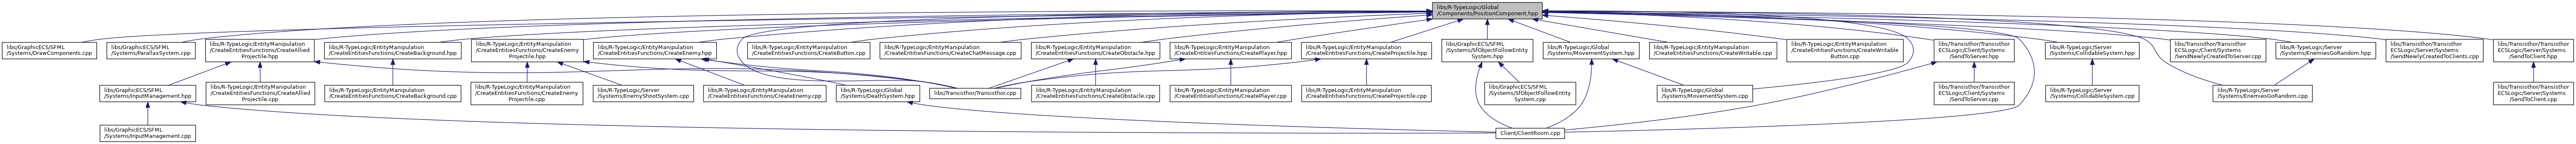 libs/R-TypeLogic/Global
/Components/PositionComponent.hpp
libs/GraphicECS/SFML
/Systems/DrawComponents.cpp
libs/GraphicECS/SFML
/Systems/ParallaxSystem.cpp
libs/R-TypeLogic/EntityManipulation
/CreateEntitiesFunctions/CreateAllied
Projectile.hpp
libs/R-TypeLogic/EntityManipulation
/CreateEntitiesFunctions/CreateBackground.hpp
libs/R-TypeLogic/EntityManipulation
/CreateEntitiesFunctions/CreateEnemy
Projectile.hpp
libs/R-TypeLogic/EntityManipulation
/CreateEntitiesFunctions/CreateEnemy.hpp
libs/R-TypeLogic/EntityManipulation
/CreateEntitiesFunctions/CreateButton.cpp
libs/R-TypeLogic/EntityManipulation
/CreateEntitiesFunctions/CreateChatMessage.cpp
libs/R-TypeLogic/EntityManipulation
/CreateEntitiesFunctions/CreateObstacle.hpp
libs/R-TypeLogic/EntityManipulation
/CreateEntitiesFunctions/CreatePlayer.hpp
libs/R-TypeLogic/EntityManipulation
/CreateEntitiesFunctions/CreateProjectile.hpp
libs/GraphicECS/SFML
/Systems/SfObjectFollowEntity
System.hpp
libs/R-TypeLogic/Global
/Systems/MovementSystem.hpp
libs/R-TypeLogic/EntityManipulation
/CreateEntitiesFunctions/CreateWritable.cpp
libs/R-TypeLogic/EntityManipulation
/CreateEntitiesFunctions/CreateWritable
Button.cpp
libs/Transisthor/Transisthor
ECSLogic/Client/Systems
/SendToServer.hpp
libs/R-TypeLogic/Server
/Systems/CollidableSystem.hpp
libs/Transisthor/Transisthor
ECSLogic/Client/Systems
/SendNewlyCreatedToServer.cpp
libs/R-TypeLogic/Server
/Systems/EnemiesGoRandom.hpp
libs/Transisthor/Transisthor
ECSLogic/Server/Systems
/SendNewlyCreatedToClients.cpp
libs/Transisthor/Transisthor
ECSLogic/Server/Systems
/SendToClient.hpp
libs/GraphicECS/SFML
/Systems/InputManagement.hpp
libs/R-TypeLogic/EntityManipulation
/CreateEntitiesFunctions/CreateAllied
Projectile.cpp
libs/R-TypeLogic/EntityManipulation
/CreateEntitiesFunctions/CreateBackground.cpp
libs/R-TypeLogic/EntityManipulation
/CreateEntitiesFunctions/CreateEnemy
Projectile.cpp
libs/R-TypeLogic/Server
/Systems/EnemyShootSystem.cpp
libs/R-TypeLogic/EntityManipulation
/CreateEntitiesFunctions/CreateEnemy.cpp
libs/R-TypeLogic/Global
/Systems/DeathSystem.hpp
libs/Transisthor/Transisthor.cpp
libs/R-TypeLogic/EntityManipulation
/CreateEntitiesFunctions/CreateObstacle.cpp
libs/R-TypeLogic/EntityManipulation
/CreateEntitiesFunctions/CreatePlayer.cpp
libs/R-TypeLogic/EntityManipulation
/CreateEntitiesFunctions/CreateProjectile.cpp
libs/GraphicECS/SFML
/Systems/SfObjectFollowEntity
System.cpp
libs/R-TypeLogic/Global
/Systems/MovementSystem.cpp
libs/Transisthor/Transisthor
ECSLogic/Client/Systems
/SendToServer.cpp
libs/R-TypeLogic/Server
/Systems/CollidableSystem.cpp
libs/R-TypeLogic/Server
/Systems/EnemiesGoRandom.cpp
libs/Transisthor/Transisthor
ECSLogic/Server/Systems
/SendToClient.cpp
libs/GraphicECS/SFML
/Systems/InputManagement.cpp
Client/ClientRoom.cpp